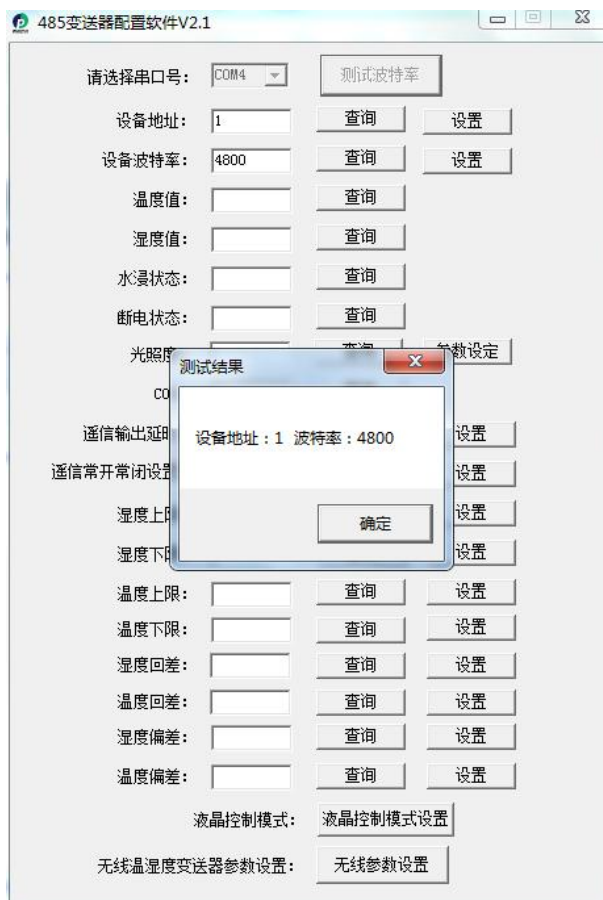 485变送器配置软件V2.1
请选择串口号： COM4 测试波特率
设备地址： 1 查询 设置
设备波特率： 4800 查询 设置
温度值： 查询
湿度值： 查询
水浸状态： 查询
断电状态： 查询
光照度 查询 参数设定
测试结果
CO
设备地址：1 波特率：4800
遥信输出延时 设置
遥信常开常闭设置 设置
确定
湿度上限 设置
湿度下限 设置
温度上限： 查询 设置
温度下限： 查询 设置
湿度回差： 查询 设置
温度回差： 查询 设置
湿度偏差： 查询 设置
温度偏差： 查询 设置
液晶控制模式： 液晶控制模式设置
无线温湿度变送器参数设置： 无线参数设置